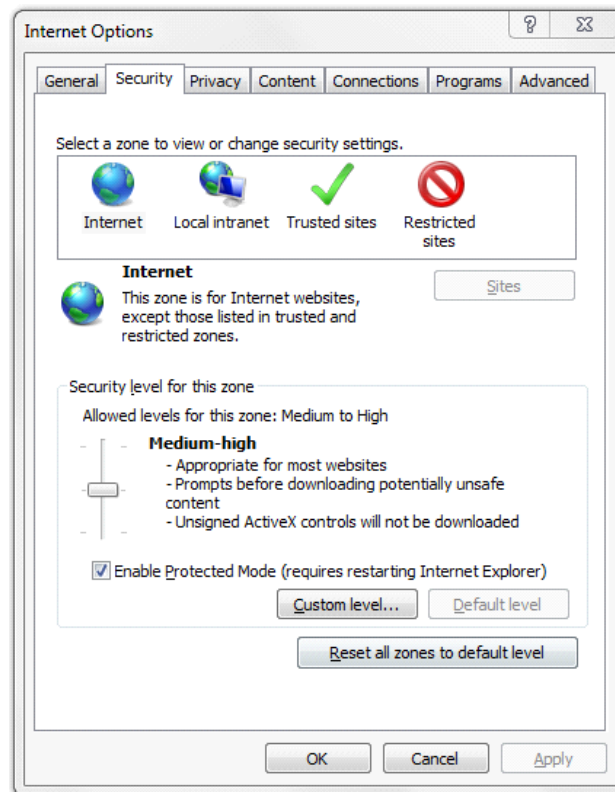 Internet Options
General Security Privacy Content Connections Programs Advanced
Select a zone to view or change security settings.
Internet Local intranet Trusted sites Restricted
sites
Internet
Sites
This zone is for Internet websites,
except those listed in trusted and
restricted zones.
Security level for this zone
Allowed levels for this zone: Medium to High
Medium-high
- Appropriate for most websites
- Prompts before downloading potentially unsafe
content
- Unsigned ActiveX controls will not be downloaded
Enable Protected Mode (requires restarting Internet Explorer)
Custom level... Default level
Reset all zones to default level
OK Cancel Apply